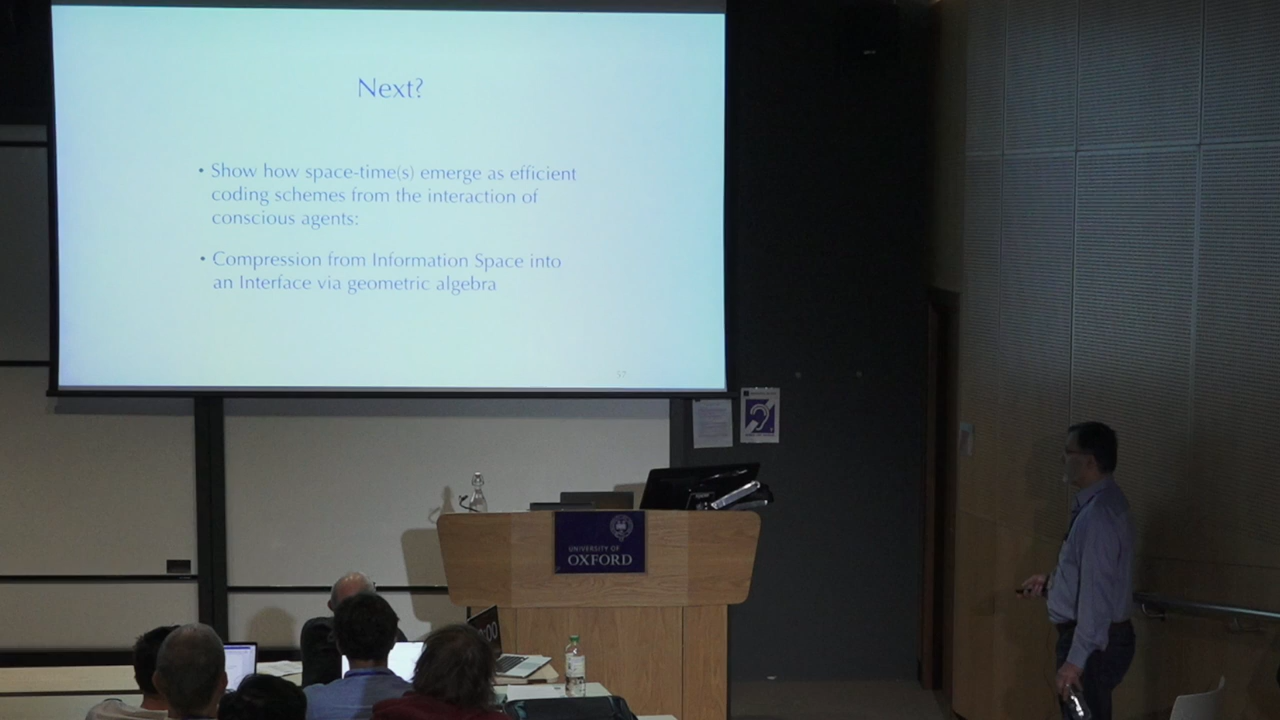 Next?
• Show how space-time(s) emerge as efficient
coding schemes from the interaction of
conscious agents:
• Compression from Information Space into
an Interface via geometric algebra
57
UNIVERSITY OF
OXFORD